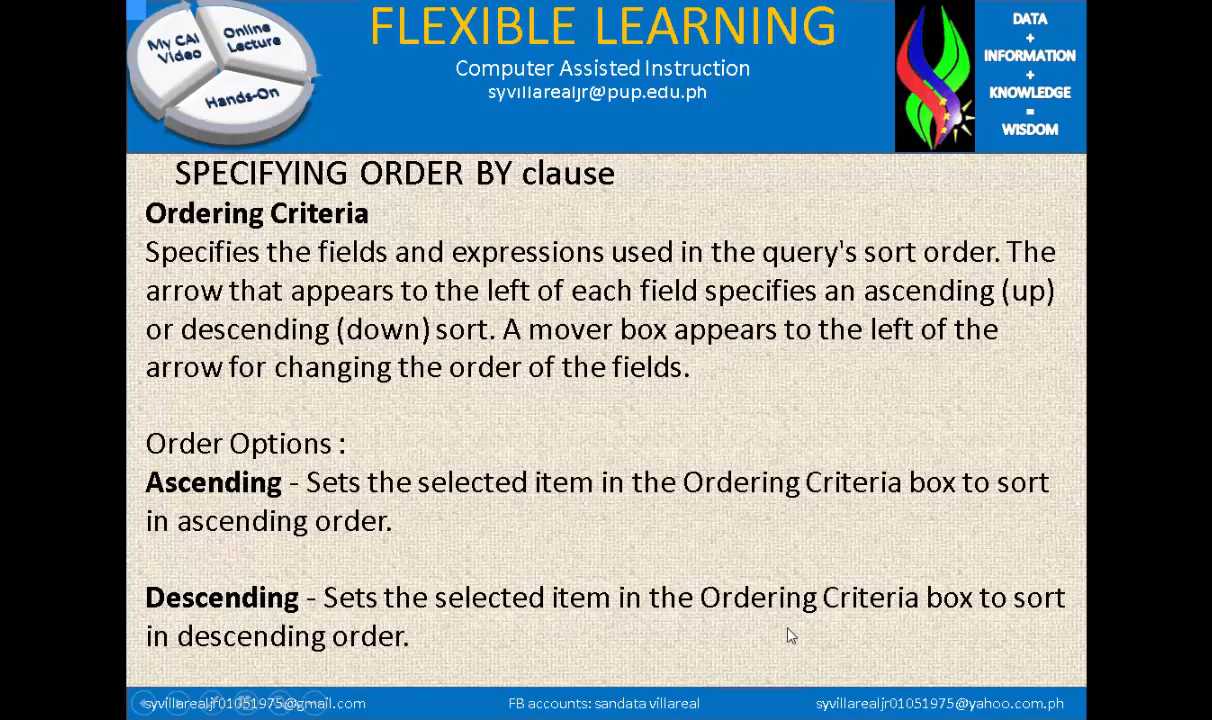 My CAI
Video
Online
Lecture
Hands-On
FLEXIBLE LEARNING
Computer Assisted Instruction
syvillarealjr@pup.edu.ph
DATA
+
INFORMATION
+
KNOWLEDGE
=
WISDOM
SPECIFYING ORDER BY clause
Ordering Criteria
Specifies the fields and expressions used in the query's sort order. The
arrow that appears to the left of each field specifies an ascending (up)
or descending (down) sort. A mover box appears to the left of the
arrow for changing the order of the fields.
Order Options :
Ascending - Sets the selected item in the Ordering Criteria box to sort
in ascending order.
Descending - Sets the selected item in the Ordering Criteria box to sort
in descending order.
syvillarealjr01051975@gmail.com
FB accounts: sandata villareal
syvillarealjr01051975@yahoo.com.ph